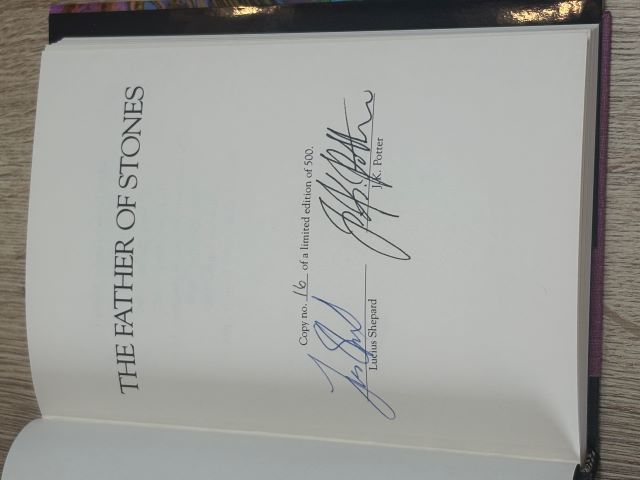 THE FATHER OF STONES
Copy no. 16 of a limited edition of 500.
Lucius Shepard
J.K. Potter